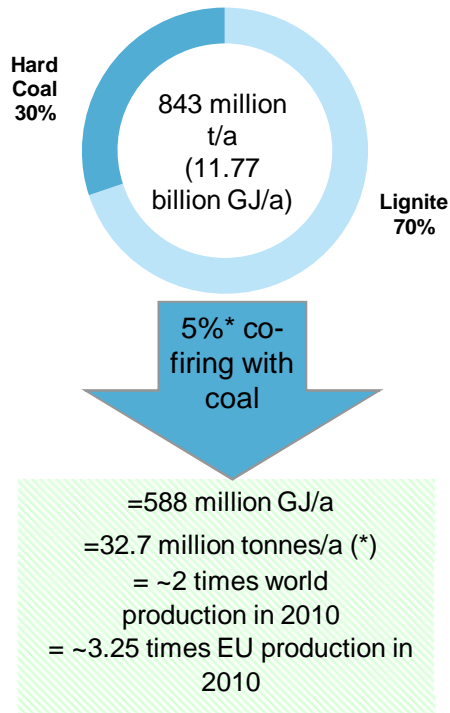 Hard
Coal
30%
843 million
t/a
(11.77
billion GJ/a)
Lignite
70%
5%* co-
firing with
coal
=588 million GJ/a
=32.7 million tonnes/a (*)
= ~2 times world
production in 2010
= ~3.25 times EU production in
2010